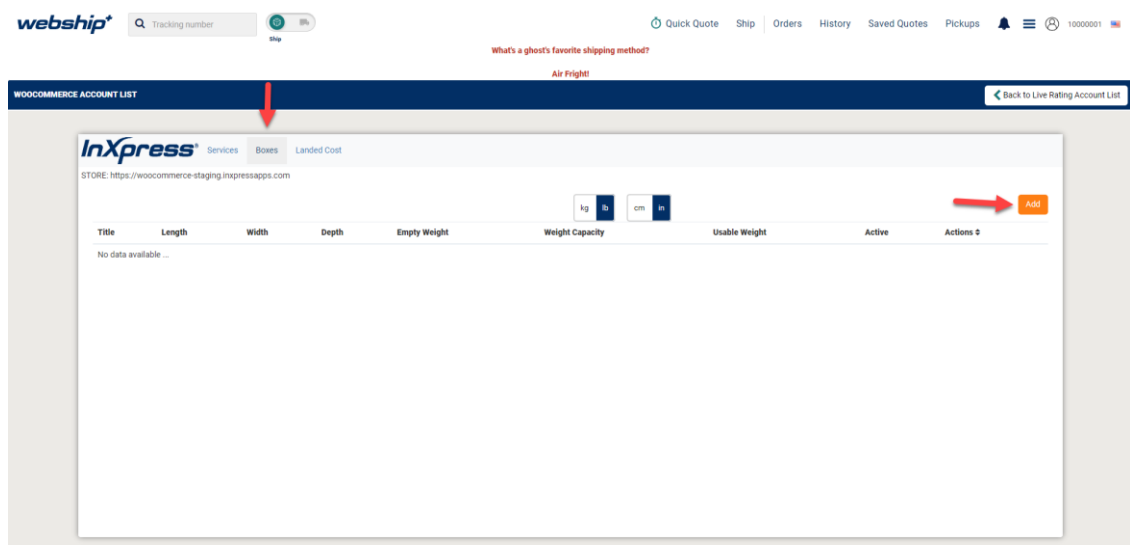 webship+ Tracking number Ship Quick Quote Ship Orders History Saved Quotes Pickups 10000001
What's a ghost's favorite shipping method?
Air Fright!
WOOCOMMERCE ACCOUNT LIST Back to Live Rating Account List
InXpress® Services Boxes Landed Cost
STORE: https://woocommerce-staging.inxpressapps.com
kg lb cm in Add
Title Length Width Depth Empty Weight Weight Capacity Usable Weight Active Actions
No data available ...